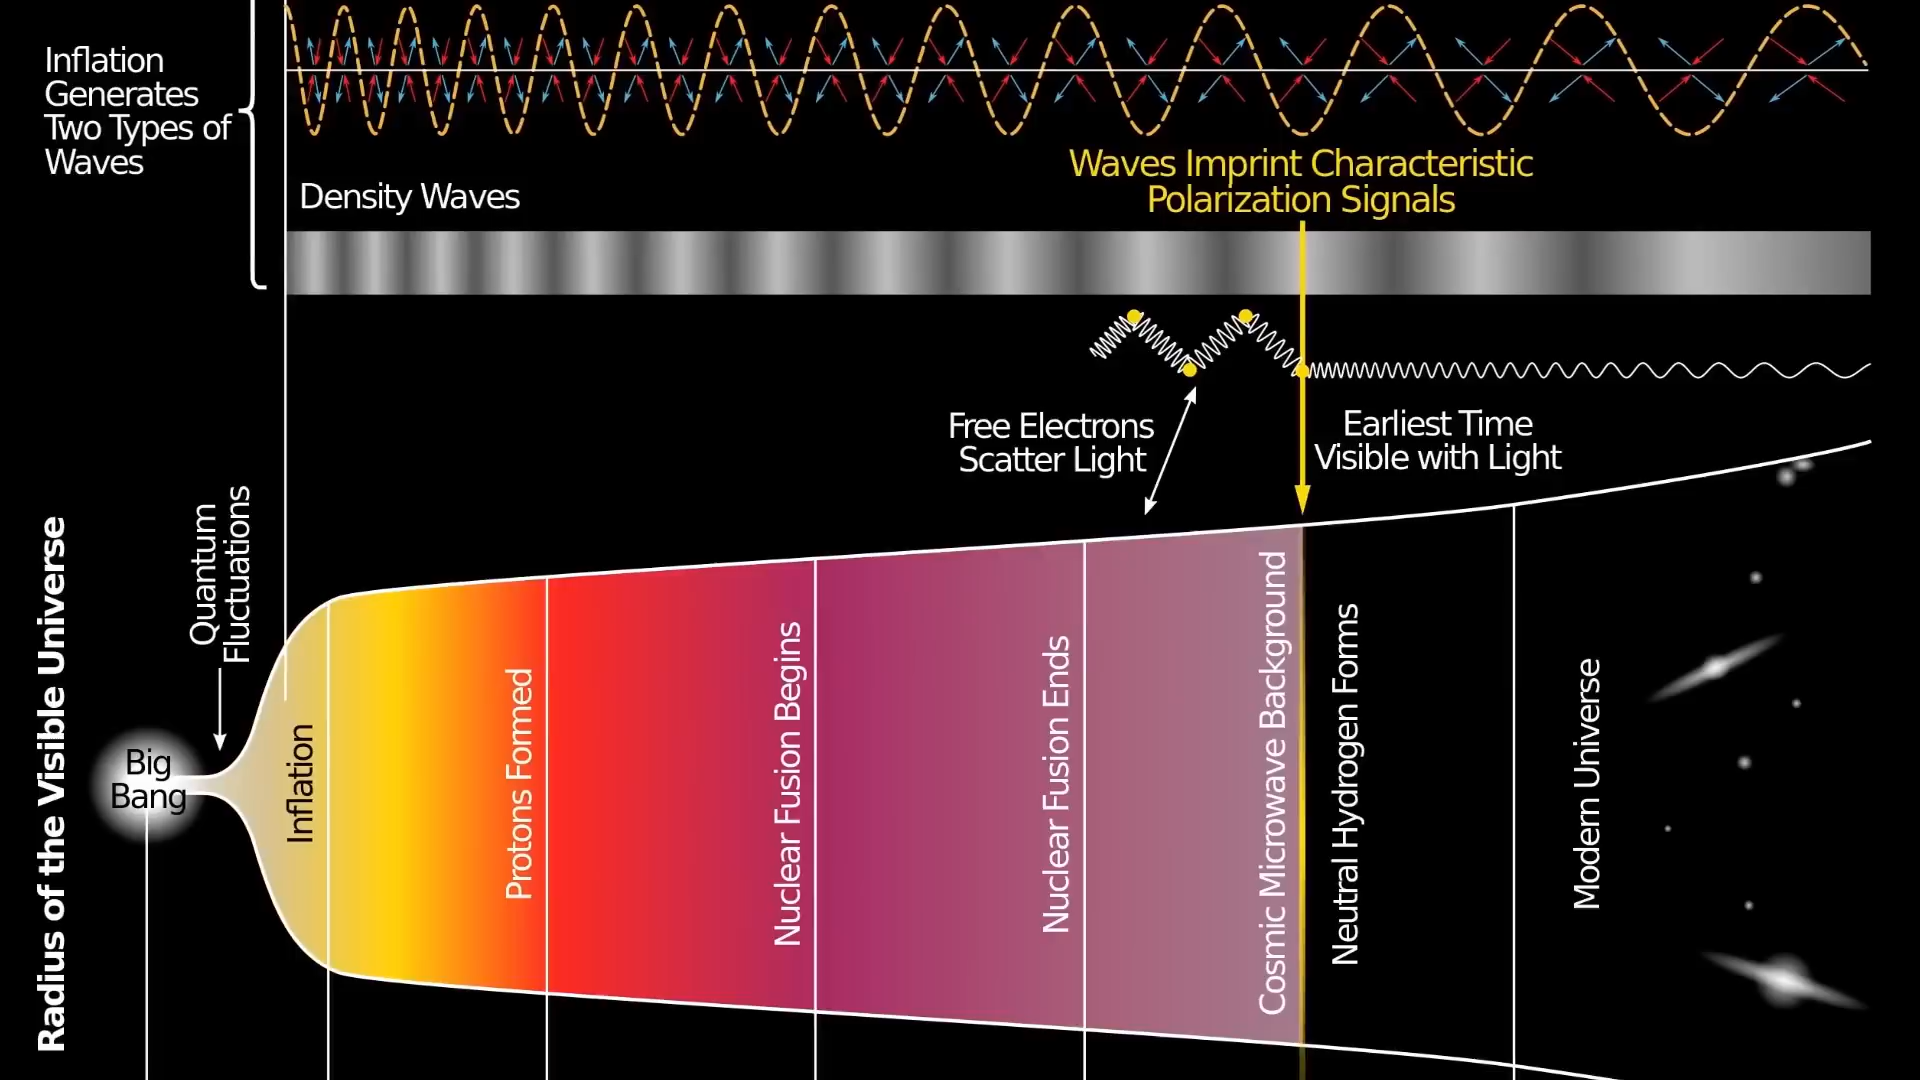 Inflation
Generates
Two Types of
Waves
Waves Imprint Characteristic
Polarization Signals
Density Waves
Free Electrons
Scatter Light
Earliest Time
Visible with Light
Radius of the Visible Universe
Quantum
Fluctuations
Big
Bang
Inflation
Protons Formed
Nuclear Fusion Begins
Nuclear Fusion Ends
Cosmic Microwave Background
Neutral Hydrogen Forms
Modern Universe